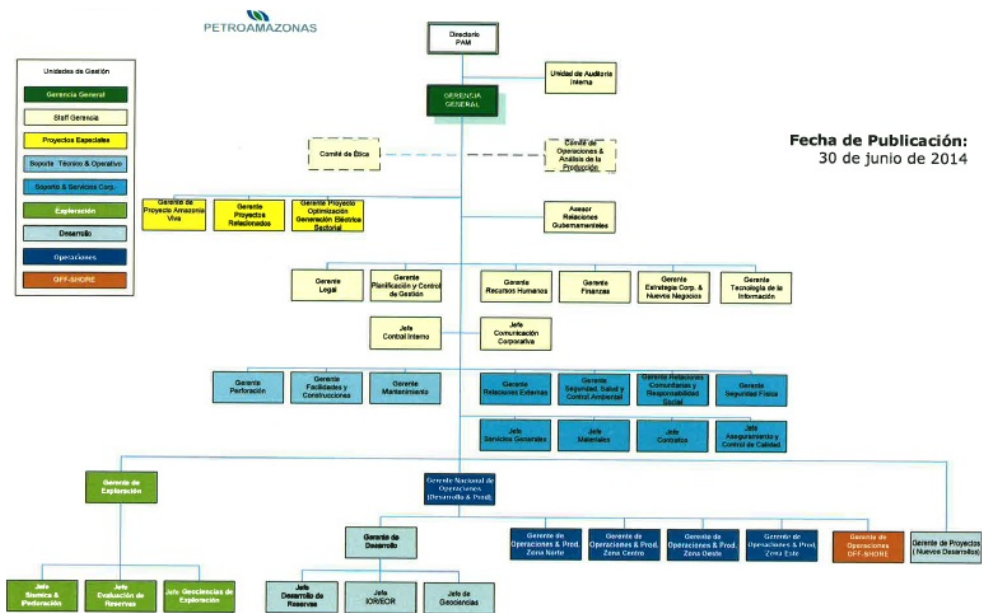 PETROAMAZONAS
Directorio
PAM
Unidad de Auditoria
Interna
GERENCIA
GENERAL
Unidades de Gestión
Gerencia General
Staff Gerencia
Proyectos Especiales
Soporte Técnico & Operativo
Soporte & Servicios Corp.
Exploración
Desarrollo
Operaciones
OFF-SHORE
Fecha de Publicación:
30 de junio de 2014
Comité de Ética
Comité de
Operaciones &
Análisis de la
Producción
Gerente de
Proyecto Amazonía
Viva
Gerente
Proyectos
Relacionados
Gerente Proyecto
Optimización
Generación Eléctrica
Sectorial
Asesor
Relaciones
Gubernamentales
Gerente
Legal
Gerente
Planificación y Control
de Gestión
Gerente
Recursos Humanos
Gerente
Finanzas
Gerente
Estrategia Corp. &
Nuevos Negocios
Gerente
Tecnología de la
Información
Jefe
Control Interno
Jefe
Comunicación
Corporativa
Gerente
Perforación
Gerente
Facilidades y
Construcciones
Gerente
Mantenimiento
Gerente
Relaciones Externas
Gerente
Seguridad, Salud y
Control Ambiental
Gerente Relaciones
Comunitarias y
Responsabilidad
Social
Gerente
Seguridad Física
Jefe
Servicios Generales
Jefe
Materiales
Jefe
Contratos
Jefe
Aseguramiento y
Control de Calidad
Gerente de
Exploración
Gerente Nacional de
Operaciones
(Desarrollo & Prod)
Gerente de
Desarrollo
Gerente de
Operaciones & Prod.
Zona Norte
Gerente de
Operaciones & Prod.
Zona Centro
Gerente de
Operaciones & Prod.
Zona Oeste
Gerente de
Operaciones & Prod.
Zona Este
Gerente de
Operaciones
OFF-SHORE
Gerente de Proyectos
( Nuevos Desarrollos)
Jefe
Sísmica &
Perforación
Jefe
Evaluación de
Reservas
Jefe Geociencias de
Exploración
Jefe
Desarrollo de
Reservas
Jefe
IOR/EOR
Jefe de
Geociencias